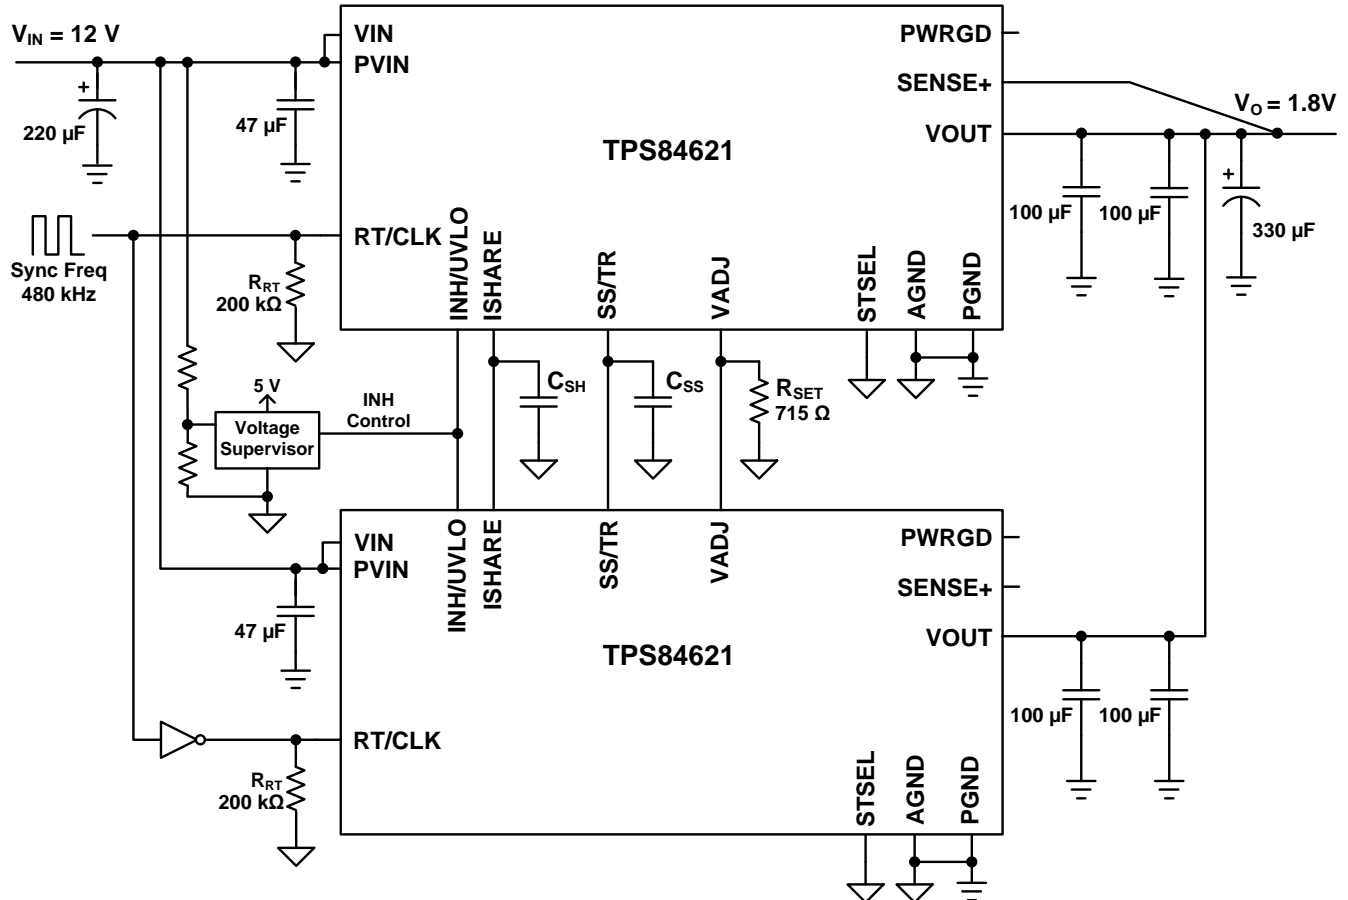 VIN = 12 V
220 µF
47 µF
VIN
PVIN
PWRGD
SENSE+
VOUT
TPS84621
VO = 1.8V
100 µF
100 µF
330 µF
Sync Freq
480 kHz
RRT
200 kΩ
RT/CLK
INH/UVLO
ISHARE
SS/TR
VADJ
STSEL
AGND
PGND
CSH
CSS
RSET
715 Ω
5 V
Voltage
Supervisor
INH
Control
VIN
PVIN
47 µF
INH/UVLO
ISHARE
SS/TR
VADJ
PWRGD
SENSE+
VOUT
TPS84621
100 µF
100 µF
RT/CLK
RRT
200 kΩ
STSEL
AGND
PGND